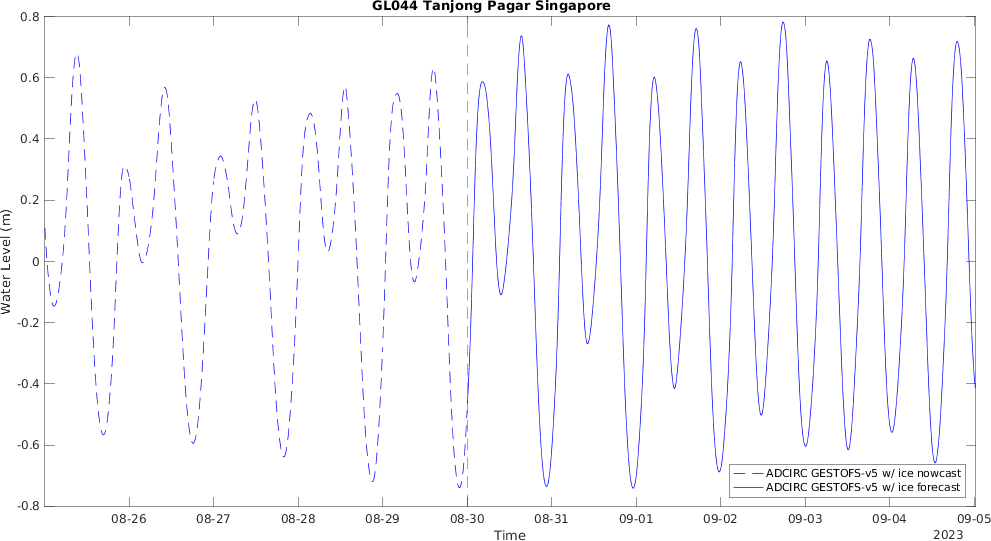 GL044 Tanjong Pagar Singapore
Water Level (m)
0.8
0.6
0.4
0.2
0
-0.2
-0.4
-0.6
-0.8
ADCIRC GESTOFS-v5 w/ ice nowcast
ADCIRC GESTOFS-v5 w/ ice forecast
08-26 08-27 08-28 08-29 08-30 08-31 09-01 09-02 09-03 09-04 09-05
Time
2023